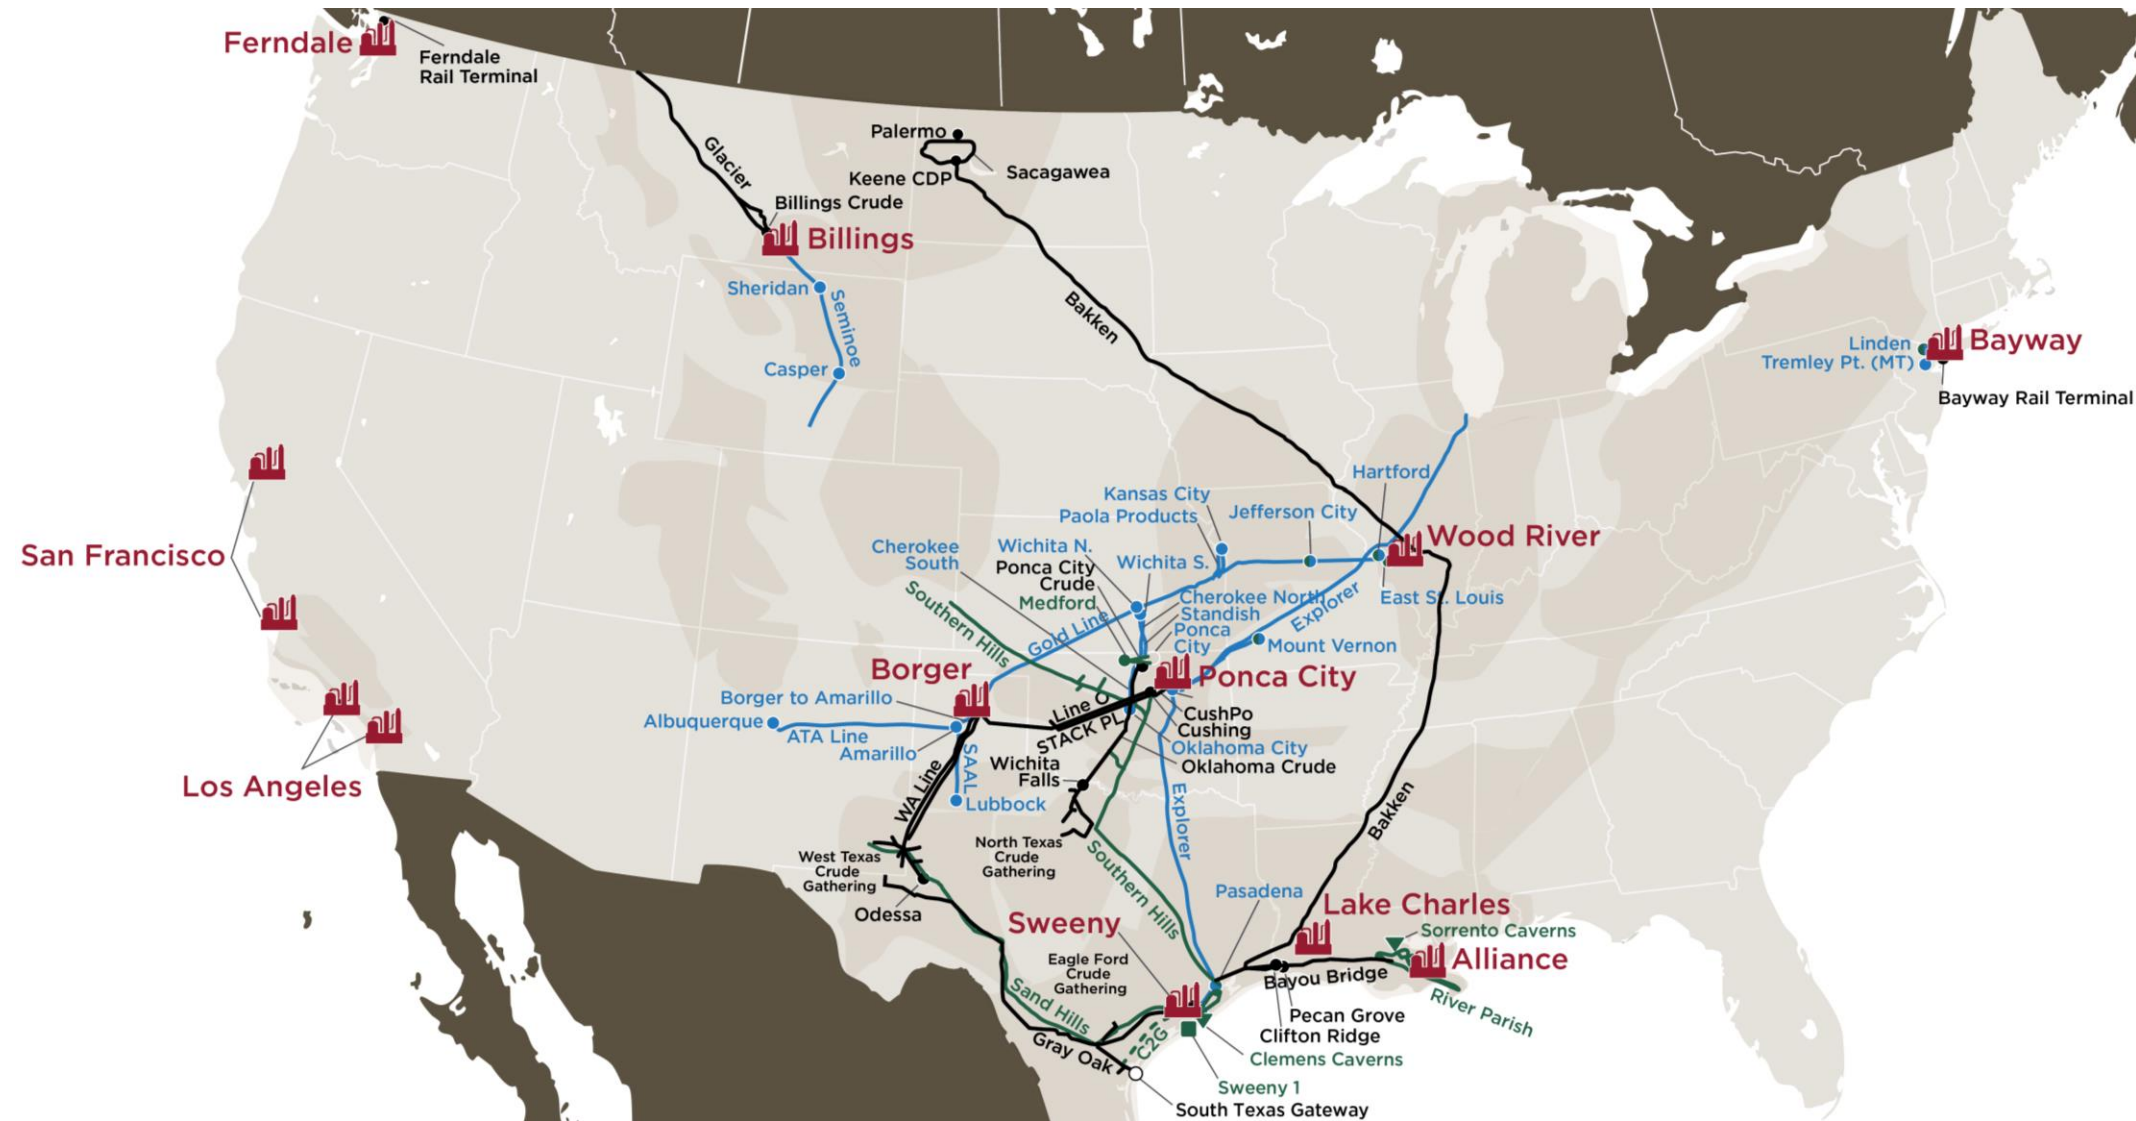 Ferndale
Ferndale
Rail Terminal
Glacier
Palermo
Sacagawea
Keene CDP
Billings Crude
Billings
Sheridan
Seminoe
Casper
Bakken
Linden
Tremley Pt. (MT)
Bayway
Bayway Rail Terminal
San Francisco
Los Angeles
Hartford
Kansas City
Paola Products
Jefferson City
Wood River
Cherokee
South
Wichita N.
Ponca City
Crude
Medford
Wichita S.
Cherokee North
Standish
Ponca
City
Explorer
East St. Louis
Mount Vernon
Southern Hills
Gold Line
Borger
Ponca City
Borger to Amarillo
Albuquerque
ATA Line
Amarillo
SAAL
Lubbock
WA Line
Line O
STACK PL
CushPo
Cushing
Oklahoma City
Oklahoma Crude
Wichita
Falls
Explorer
Bakken
North Texas
Crude
Gathering
West Texas
Crude
Gathering
Odessa
Southern Hills
Pasadena
Sweeny
Lake Charles
Sorrento Caverns
Alliance
Eagle Ford
Crude
Gathering
Bayou Bridge
River Parish
Sand Hills
Gray Oak
C2G
Pecan Grove
Clifton Ridge
Clemens Caverns
Sweeny 1
South Texas Gateway